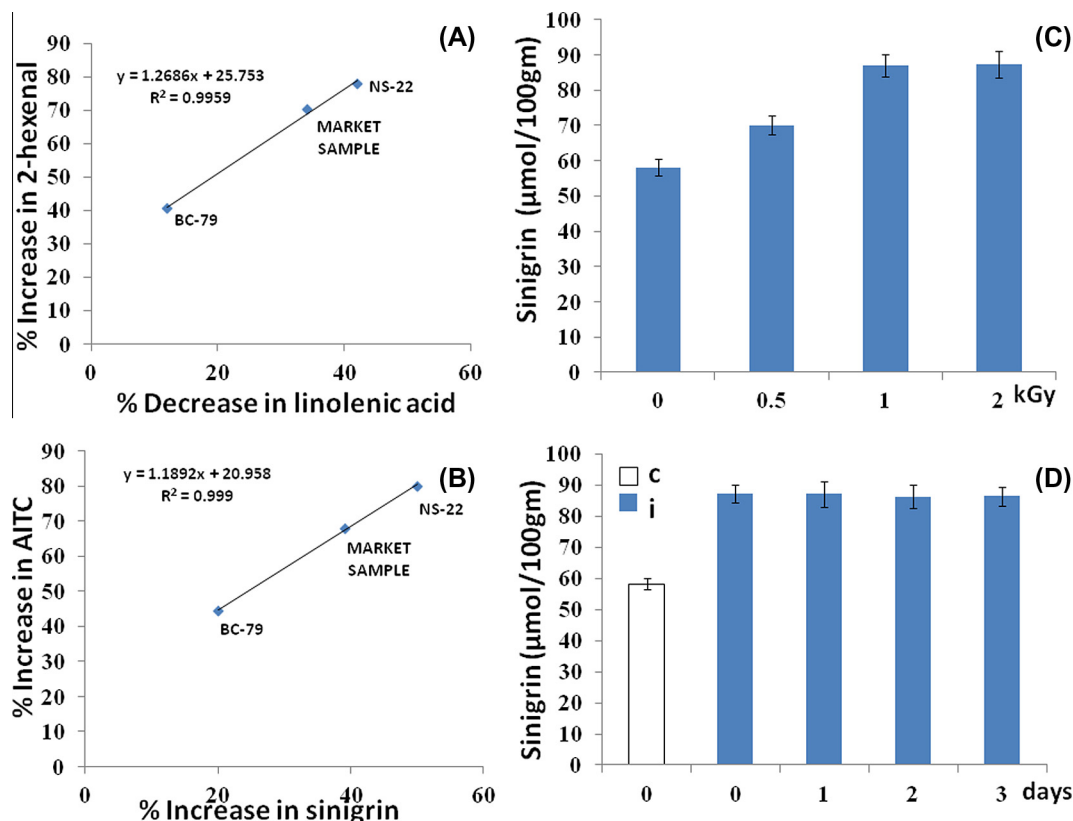 (A)
% Increase in 2-hexenal
90
80
70
60
50
40
30
20
10
0
y = 1.2686x + 25.753
R² = 0.9959
NS-22
MARKET
SAMPLE
BC-79
0 20 40 60
% Decrease in linolenic acid
(C)
Sinigrin (µmol/100gm)
100
90
80
70
60
50
40
30
20
10
0
0 0.5 1 2 kGy
(B)
% Increase in AITC
90
80
70
60
50
40
30
20
10
0
y = 1.1892x + 20.958
R² = 0.999
NS-22
MARKET
SAMPLE
BC-79
0 20 40 60
% Increase in sinigrin
(D)
Sinigrin (µmol/100gm)
100
90
80
70
60
50
40
30
20
10
0
c
i
0 0 1 2 3 days